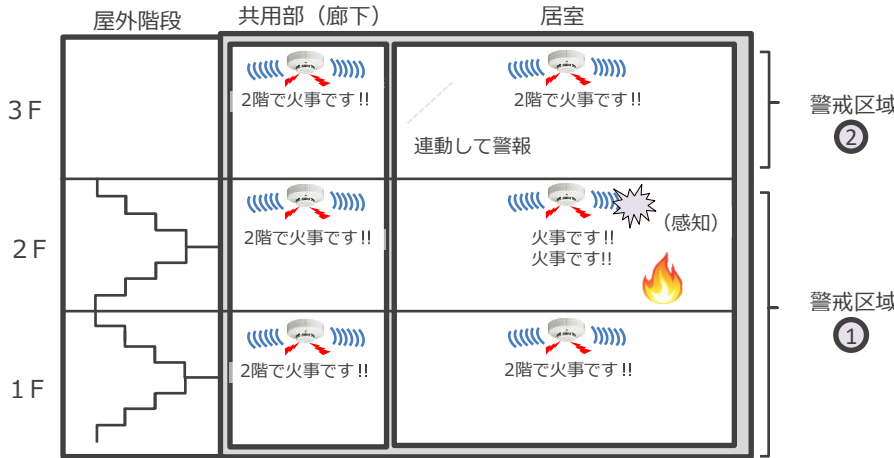 屋外階段
共用部（廊下）
居室
3F
2階で火事です!!
2階で火事です!!
連動して警報
警戒区域
2
2F
2階で火事です!!
火事です!!
火事です!!
（感知）
警戒区域
1
1F
2階で火事です!!
2階で火事です!!